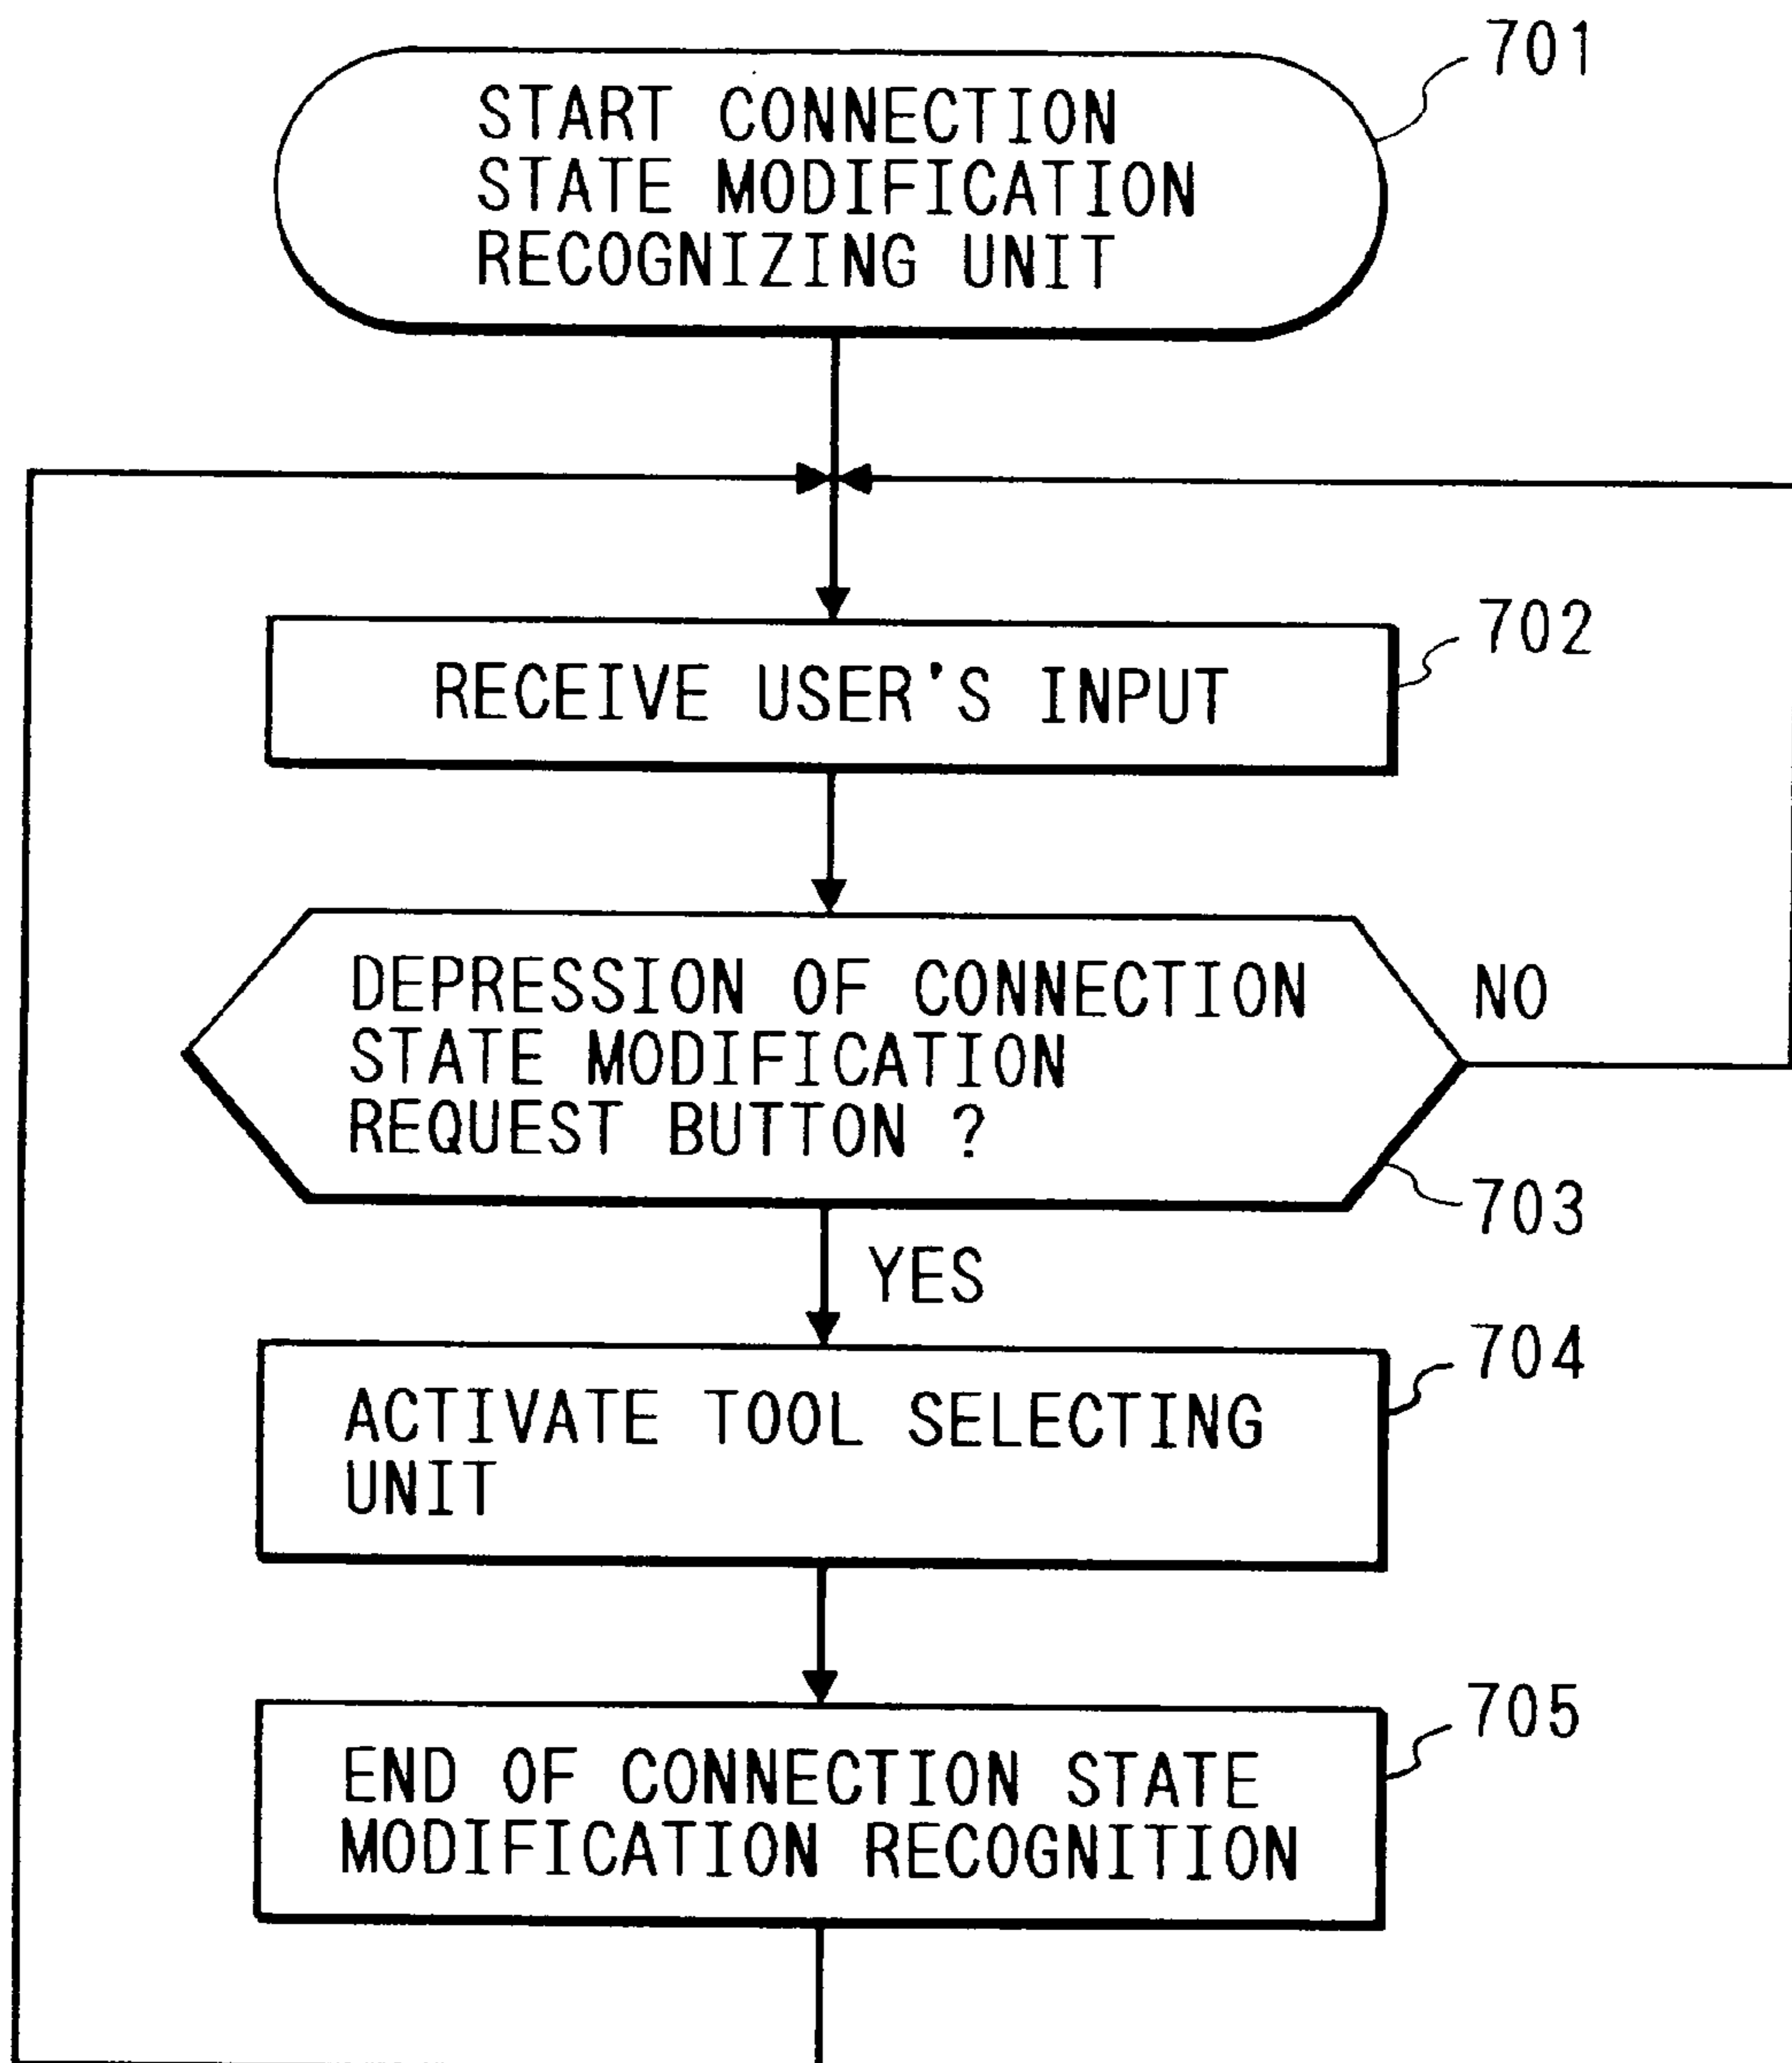 701
START CONNECTION
STATE MODIFICATION
RECOGNIZING UNIT
702
RECEIVE USER'S INPUT
DEPRESSION OF CONNECTION
STATE MODIFICATION
REQUEST BUTTON ?
NO
703
YES
704
ACTIVATE TOOL SELECTING
UNIT
705
END OF CONNECTION STATE
MODIFICATION RECOGNITION